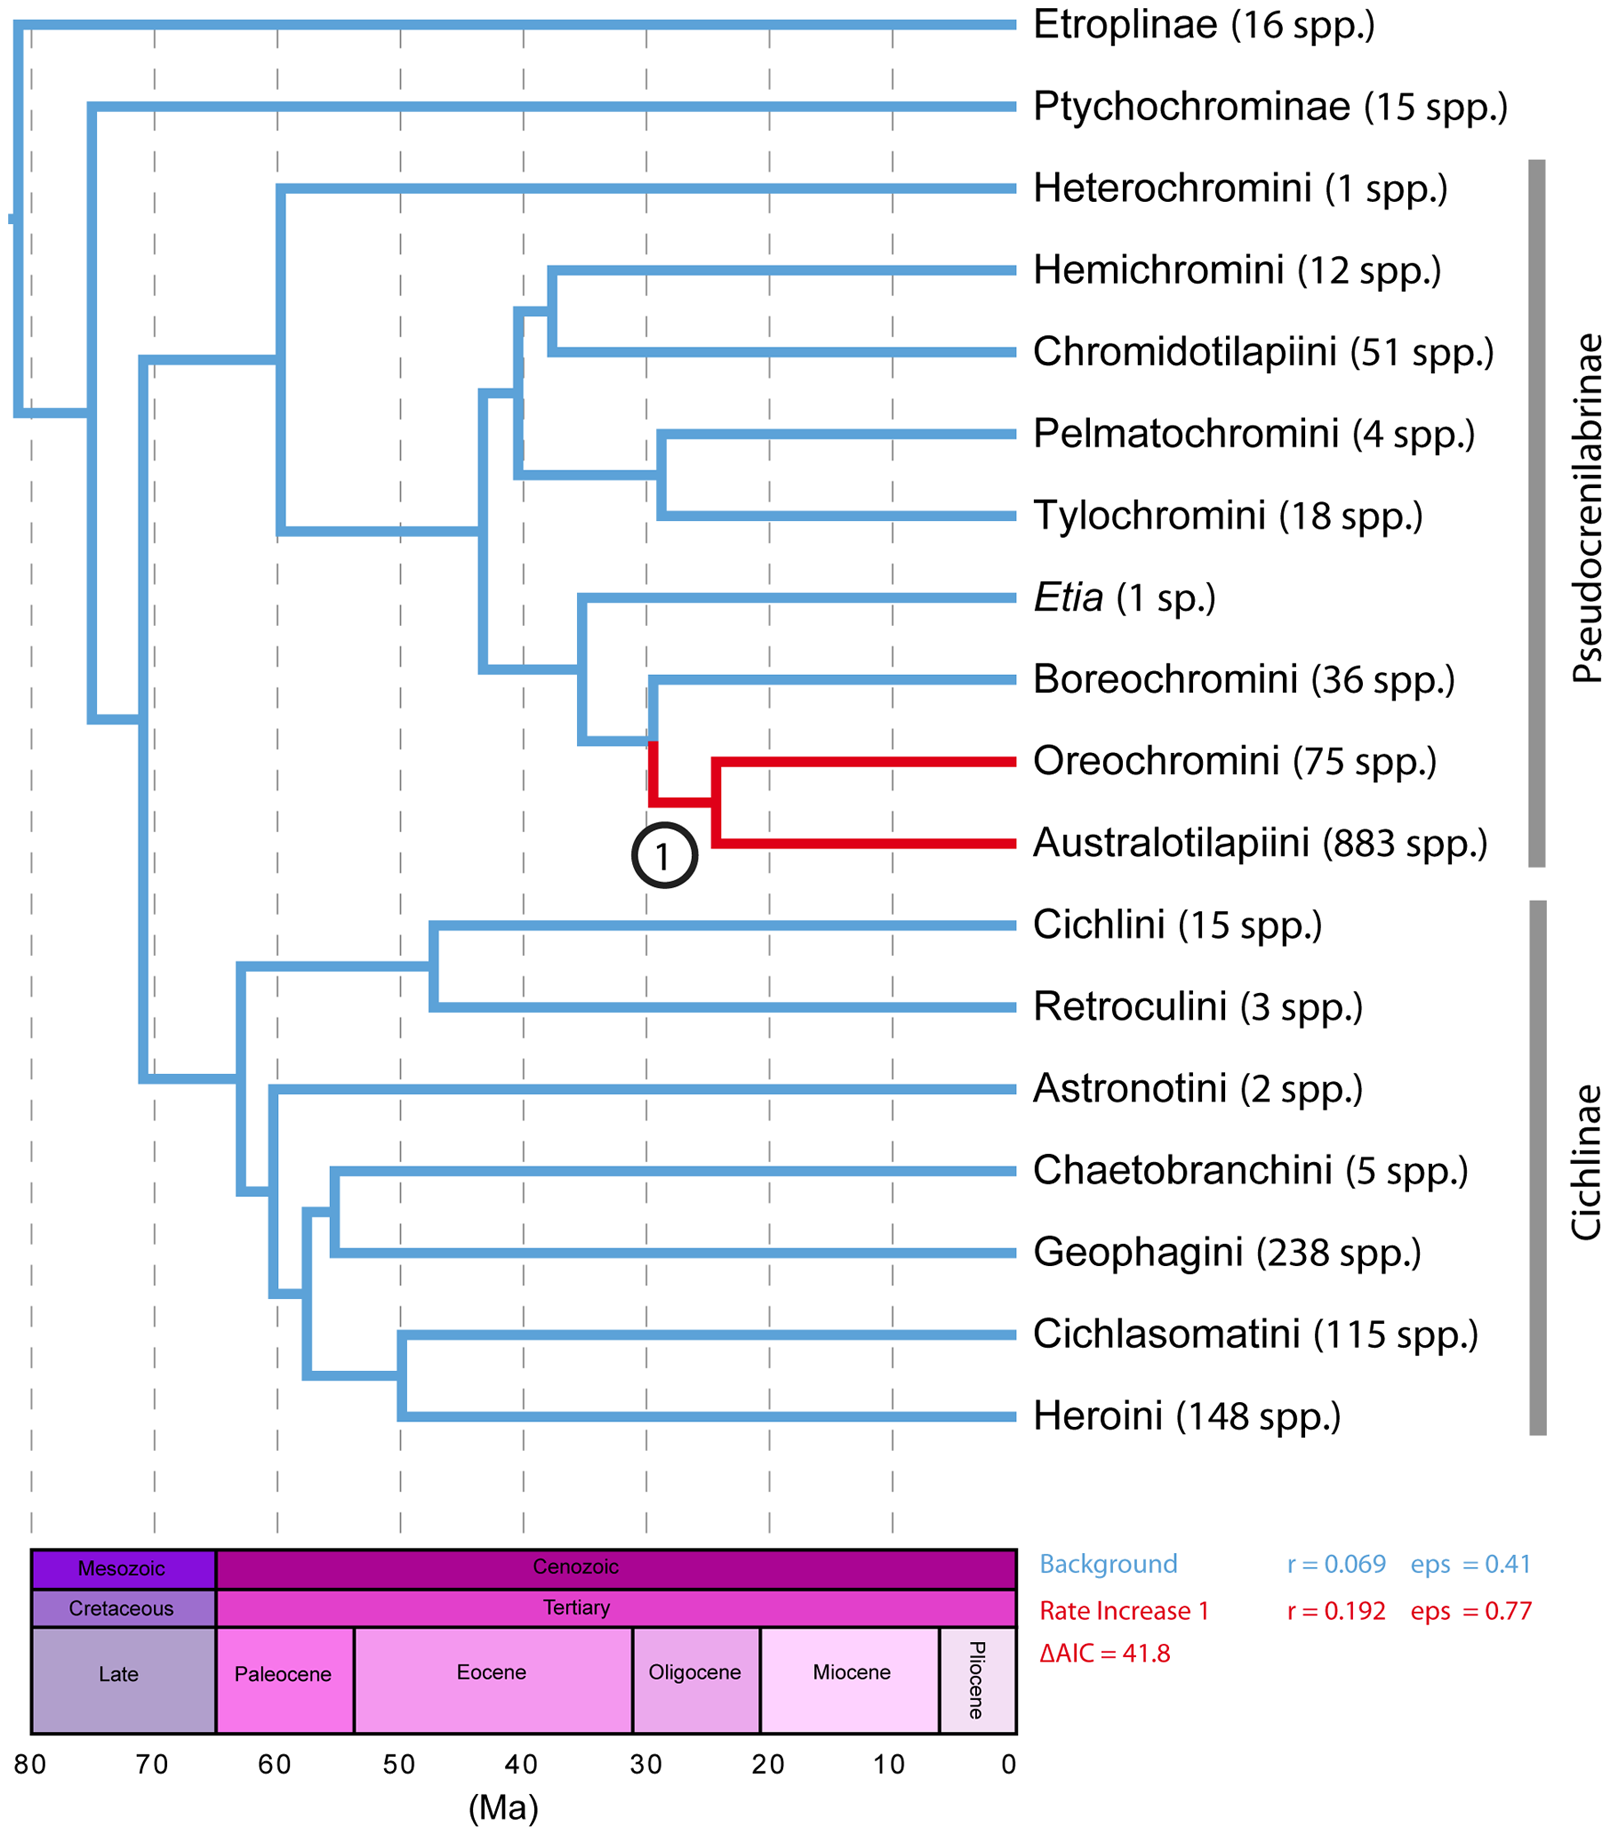 Etroplinae (16 spp.)
Ptychochrominae (15 spp.)
Heterochromini (1 spp.)
Hemichromini (12 spp.)
Chromidotilapiini (51 spp.)
Pelmatochromini (4 spp.)
Tylochromini (18 spp.)
Etia (1 sp.)
Boreochromini (36 spp.)
Oreochromini (75 spp.)
Australotilapiini (883 spp.)
1
Pseudocrenilabrinae
Cichlini (15 spp.)
Retroculini (3 spp.)
Astronotini (2 spp.)
Chaetobranchini (5 spp.)
Geophagini (238 spp.)
Cichlasomatini (115 spp.)
Heroini (148 spp.)
Cichlinae
Mesozoic Cenozoic
Cretaceous Tertiary
Late Paleocene Eocene Oligocene Miocene Pliocene
80 70 60 50 40 30 20 10 0
(Ma)
Background r = 0.069 eps = 0.41
Rate Increase 1 r = 0.192 eps = 0.77
ΔAIC = 41.8